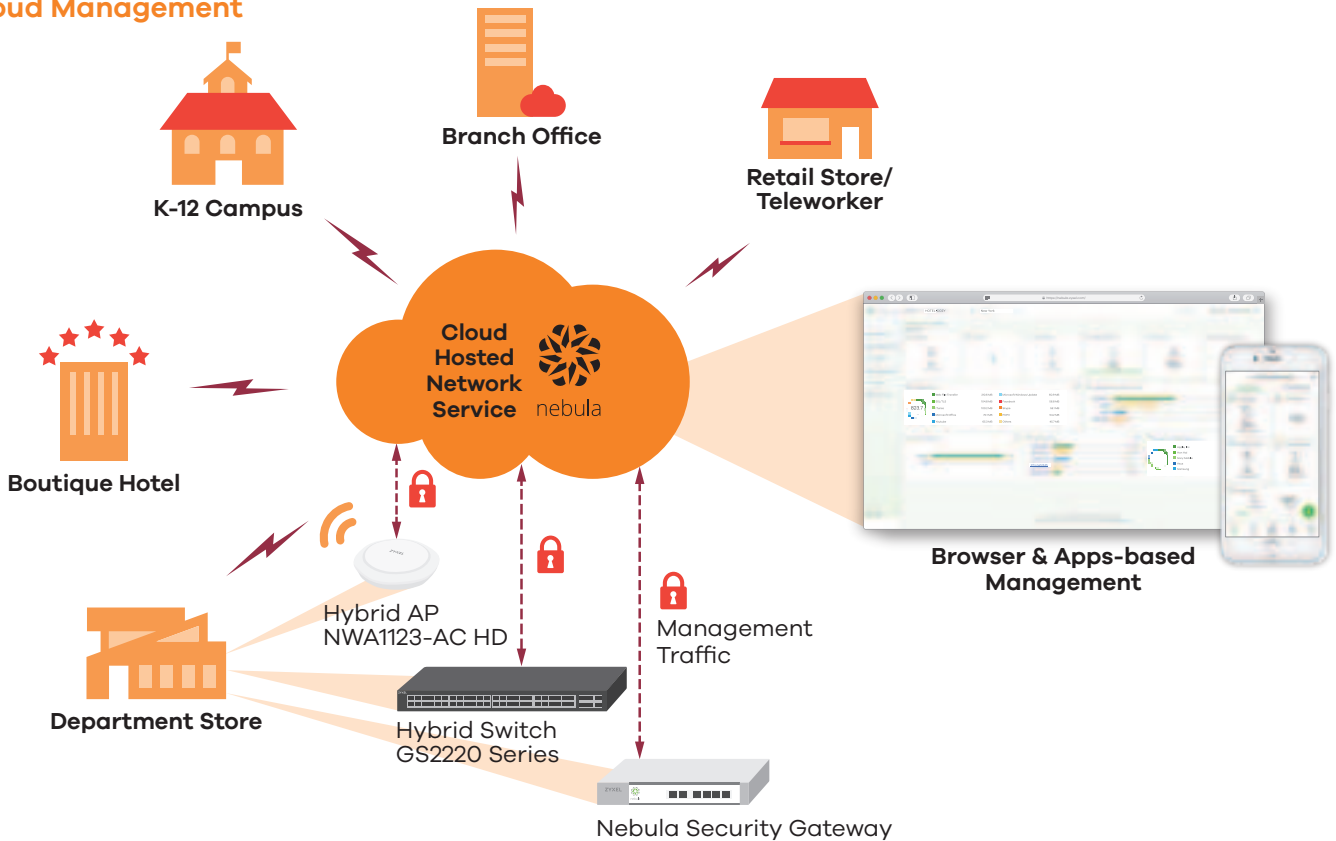 oud Management
K-12 Campus
Branch Office
Retail Store/
Teleworker
Cloud
Hosted
Network
Service
nebula
Boutique Hotel
Browser & Apps-based
Management
Hybrid AP
NWA1123-AC HD
Management
Traffic
Department Store
Hybrid Switch
GS2220 Series
ZYXEL
Nebula Security Gateway